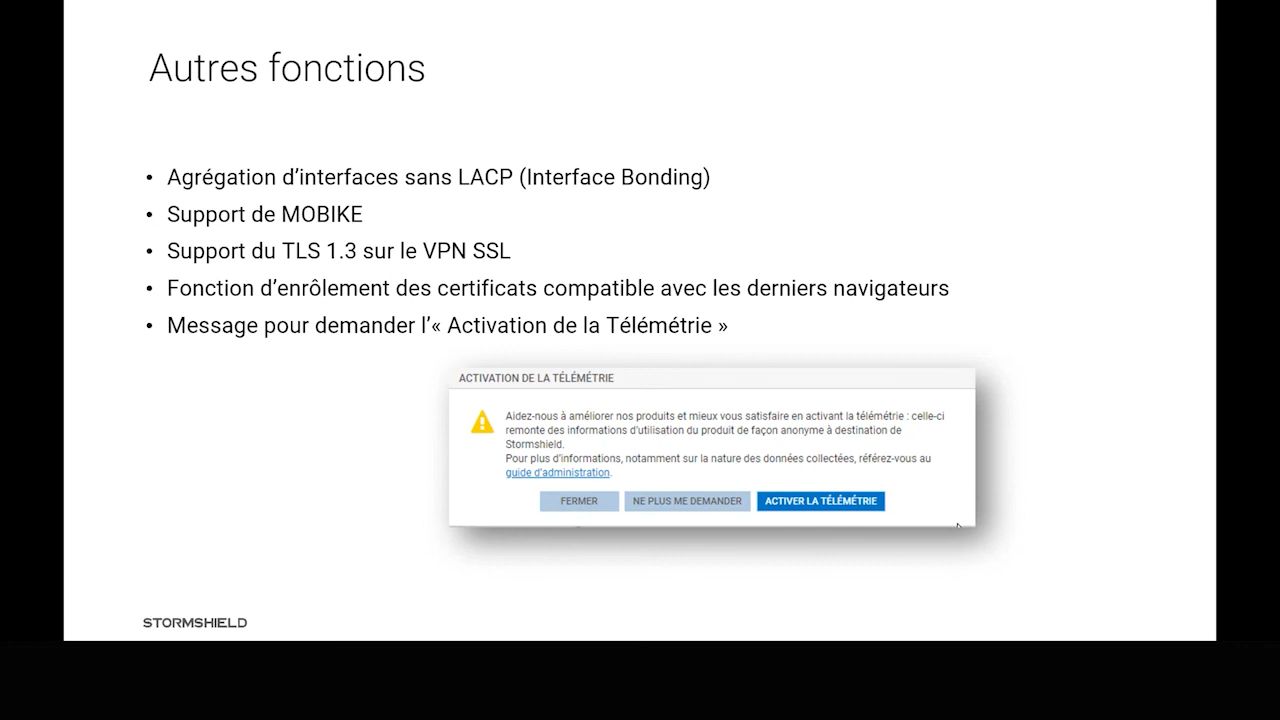 Autres fonctions
• Agrégation d’interfaces sans LACP (Interface Bonding)
• Support de MOBIKE
• Support du TLS 1.3 sur le VPN SSL
• Fonction d’enrôlement des certificats compatible avec les derniers navigateurs
• Message pour demander l’« Activation de la Télémétrie »
ACTIVATION DE LA TÉLÉMÉTRIE
Aidez-nous à améliorer nos produits et mieux vous satisfaire en activant la télémétrie : celle-ci
remonte des informations d'utilisation du produit de façon anonyme à destination de
Stormshield.
Pour plus d'informations, notamment sur la nature des données collectées, référez-vous au
guide d'administration.
FERMER NE PLUS ME DEMANDER ACTIVER LA TÉLÉMÉTRIE
STORMSHIELD